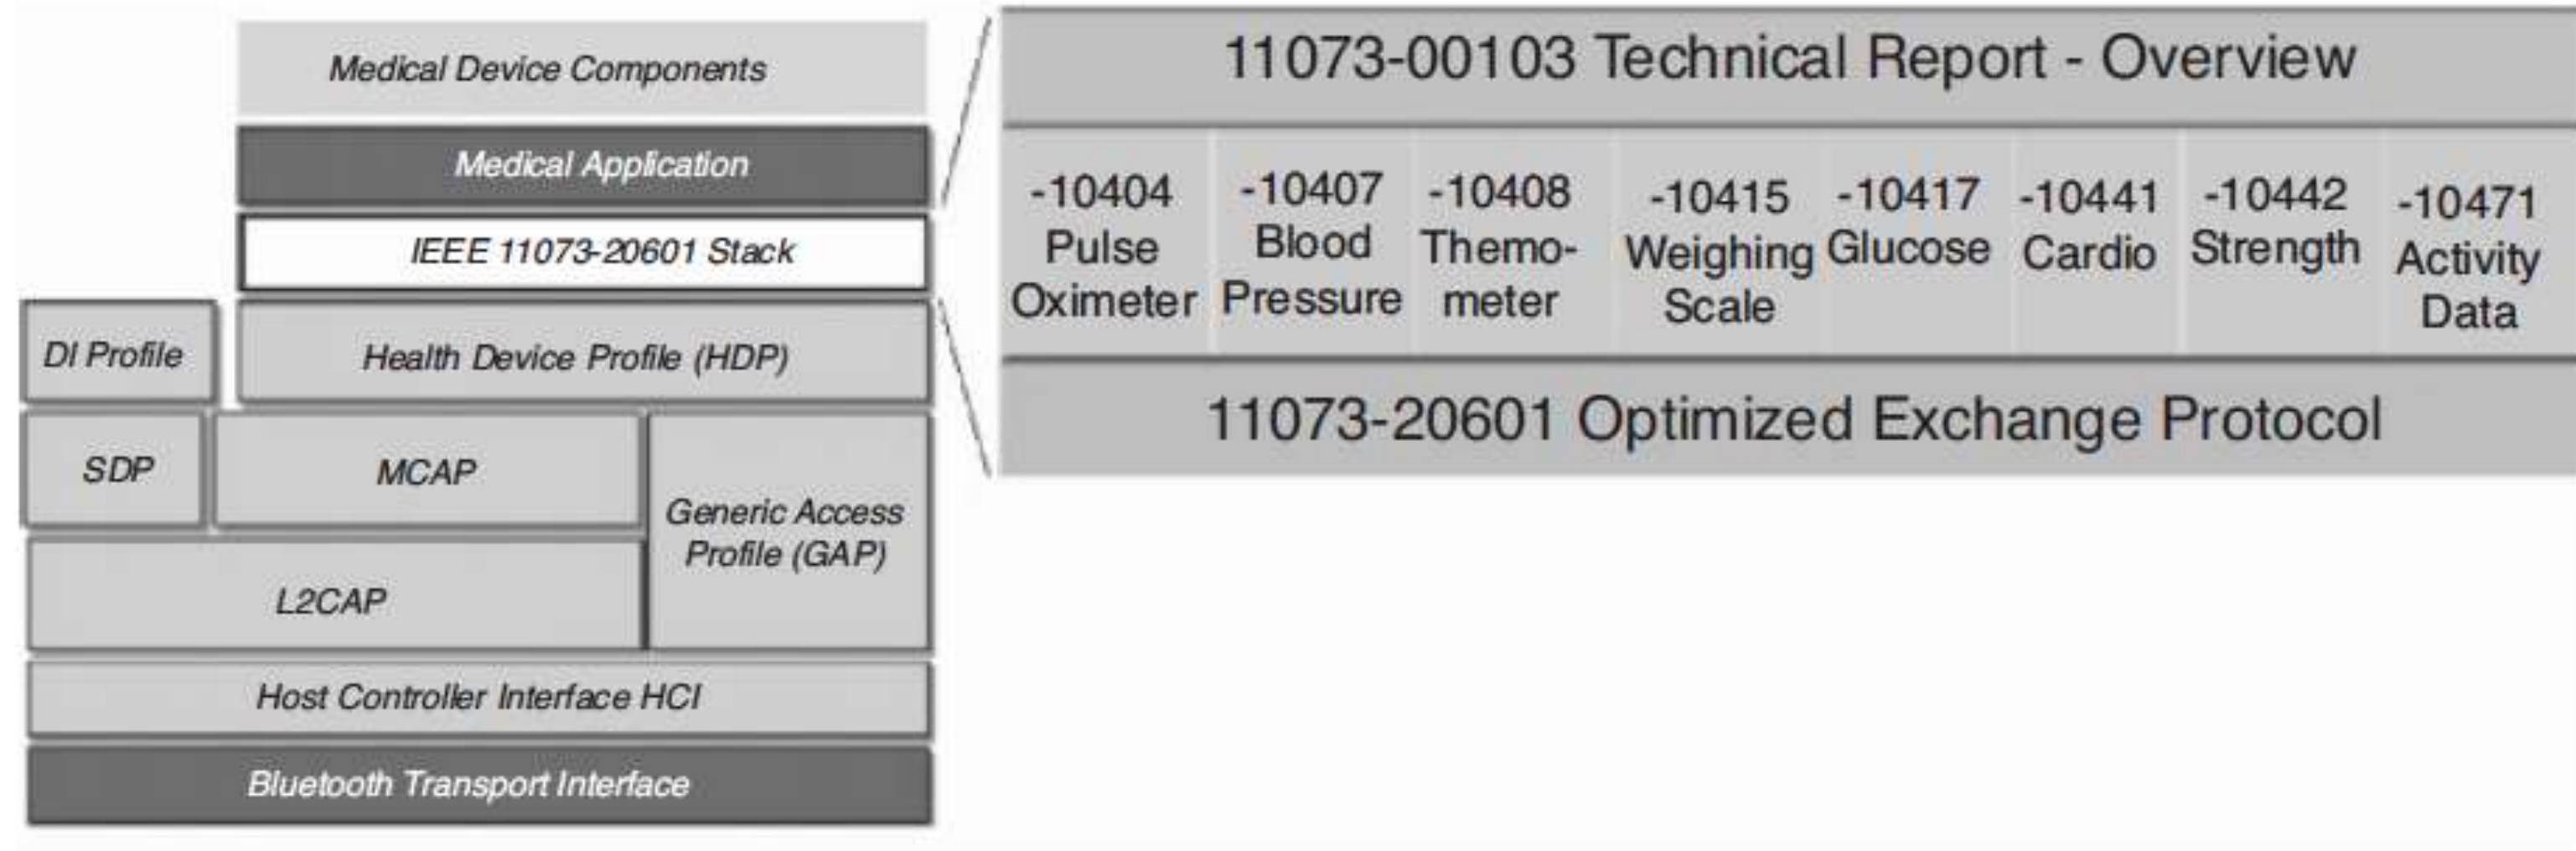 Medical Device Components
Medical Application
IEEE 11073-20601 Stack
DI Profile
Health Device Profile (HDP)
SDP
MCAP
Generic Access
Profile (GAP)
L2CAP
Host Controller Interface HCI
Bluetooth Transport Interface
11073-00103 Technical Report - Overview
-10404
Pulse
Oximeter
-10407
Blood
Pressure
-10408
Themo-
meter
-10415
Weighing
Scale
-10417
Glucose
-10441
Cardio
-10442
Strength
-10471
Activity
Data
11073-20601 Optimized Exchange Protocol